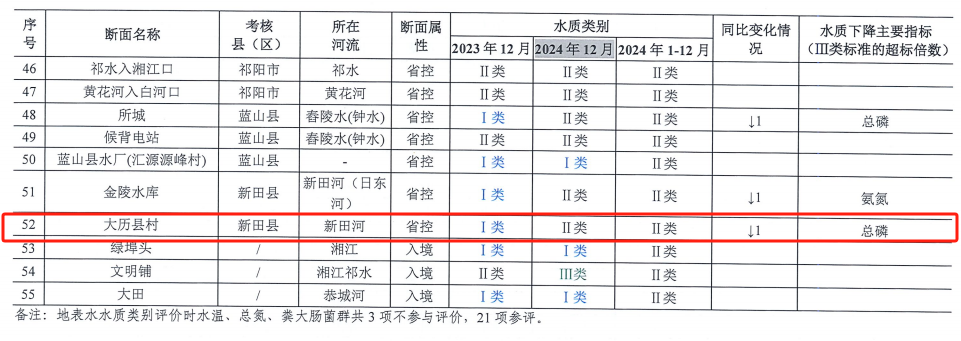 序号 断面名称 考核县（区） 所在河流 断面属性 水质类别 同比变化情况 水质下降主要指标（Ⅲ类标准的超标倍数）
2023年12月 2024年12月 2024年1-12月
46 祁水入湘江口 祁阳市 祁水 省控 Ⅱ类 Ⅱ类 Ⅱ类
47 黄花河入白河口 祁阳市 黄花河 省控 Ⅱ类 Ⅱ类 Ⅱ类
48 所城 蓝山县 舂陵水(钟水) 省控 Ⅰ类 Ⅱ类 Ⅱ类 ↓1 总磷
49 候背电站 蓝山县 舂陵水(钟水) 省控 Ⅱ类 Ⅱ类 Ⅱ类
50 蓝山县水厂(汇源源峰村) 蓝山县 - 省控 Ⅰ类 Ⅰ类 Ⅱ类
51 金陵水库 新田县 新田河（日东河） 省控 Ⅰ类 Ⅱ类 Ⅱ类 ↓1 氨氮
52 大历县村 新田县 新田河 省控 Ⅰ类 Ⅱ类 Ⅱ类 ↓1 总磷
53 绿埠头 / 湘江 入境 Ⅰ类 Ⅰ类 Ⅱ类
54 文明铺 / 湘江祁水 入境 Ⅱ类 Ⅲ类 Ⅱ类
55 大田 / 恭城河 入境 Ⅰ类 Ⅰ类 Ⅱ类
备注：地表水水质类别评价时水温、总氮、粪大肠菌群共3项不参与评价，21项参评。